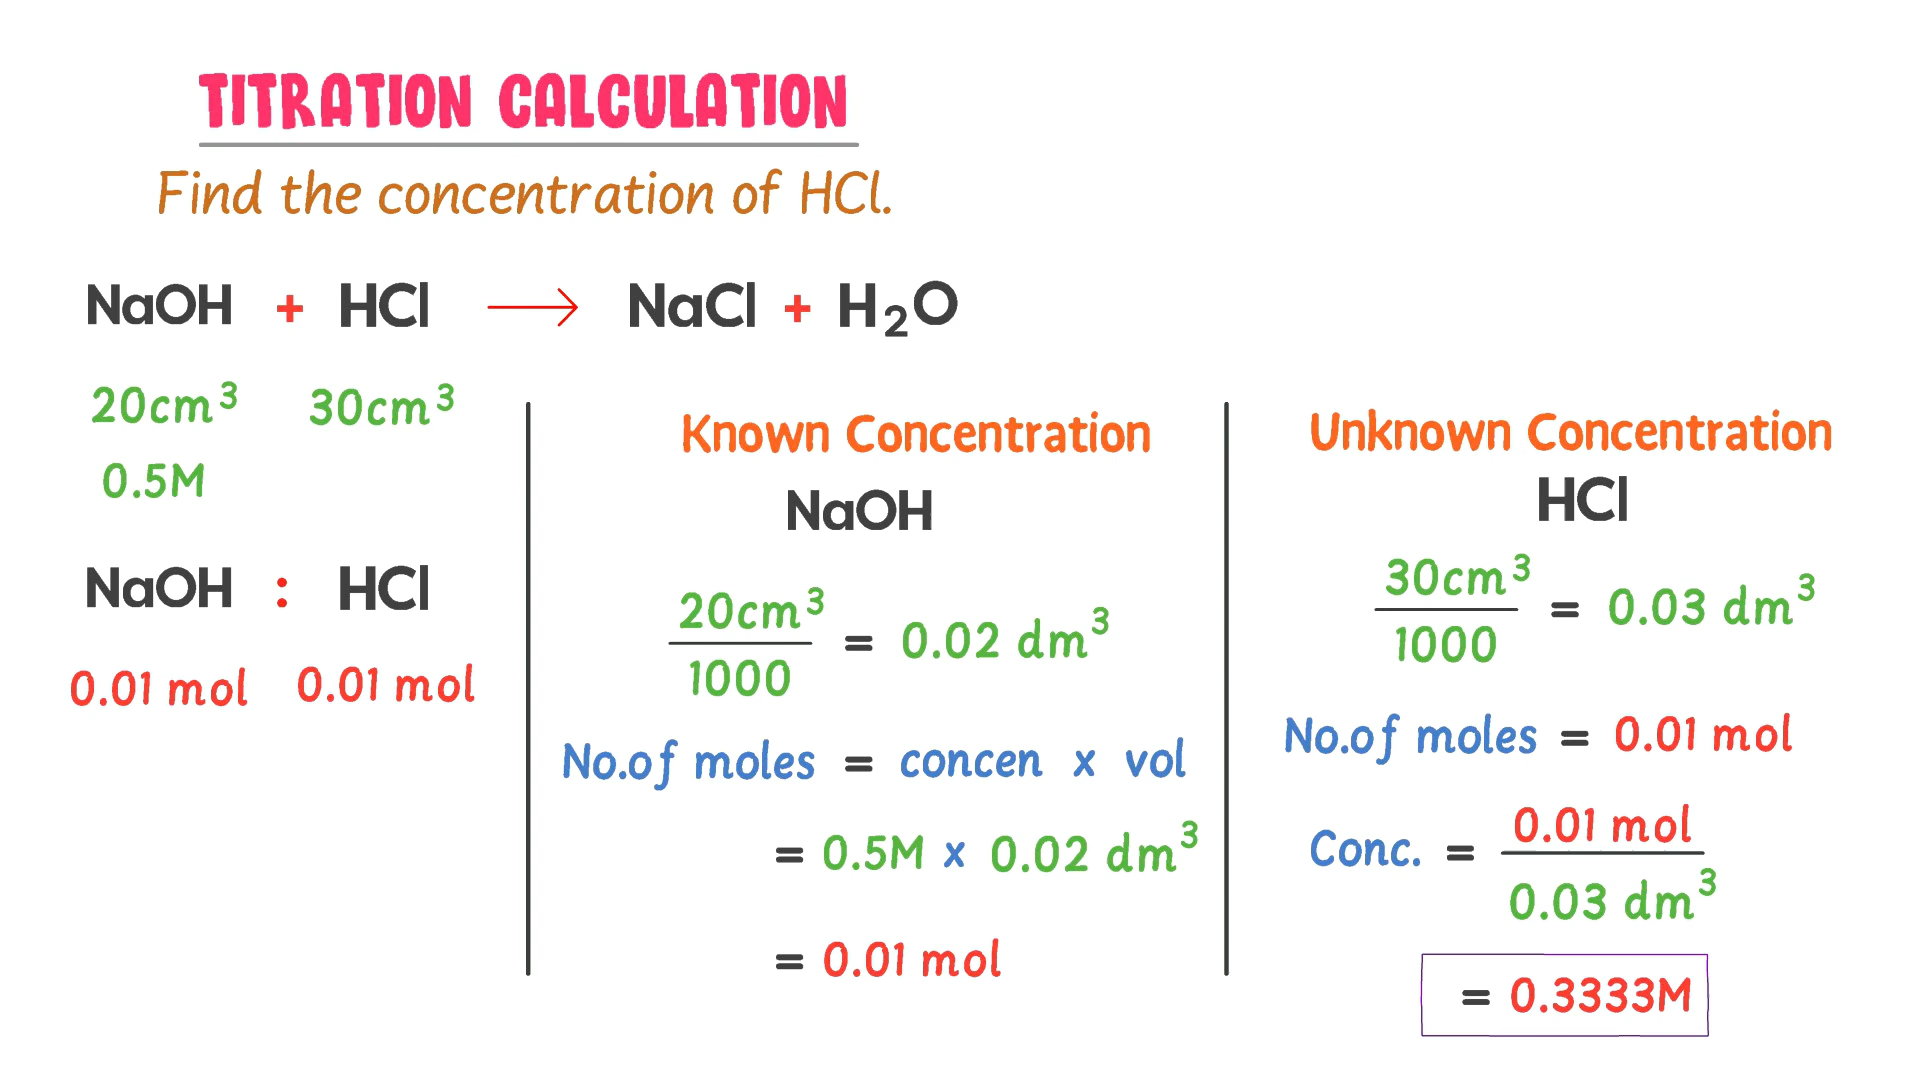 TITRATION CALCULATION
Find the concentration of HCl.
NaOH + HCl → NaCl + H₂O
20cm³ 30cm³
0.5M
NaOH : HCl
0.01 mol 0.01 mol
Known Concentration
NaOH
20cm³
1000
= 0.02 dm³
No.of moles = concen x vol
= 0.5M x 0.02 dm³
= 0.01 mol
Unknown Concentration
HCl
30cm³
1000
= 0.03 dm³
No.of moles = 0.01 mol
Conc. =
0.01 mol
0.03 dm³
= 0.3333M